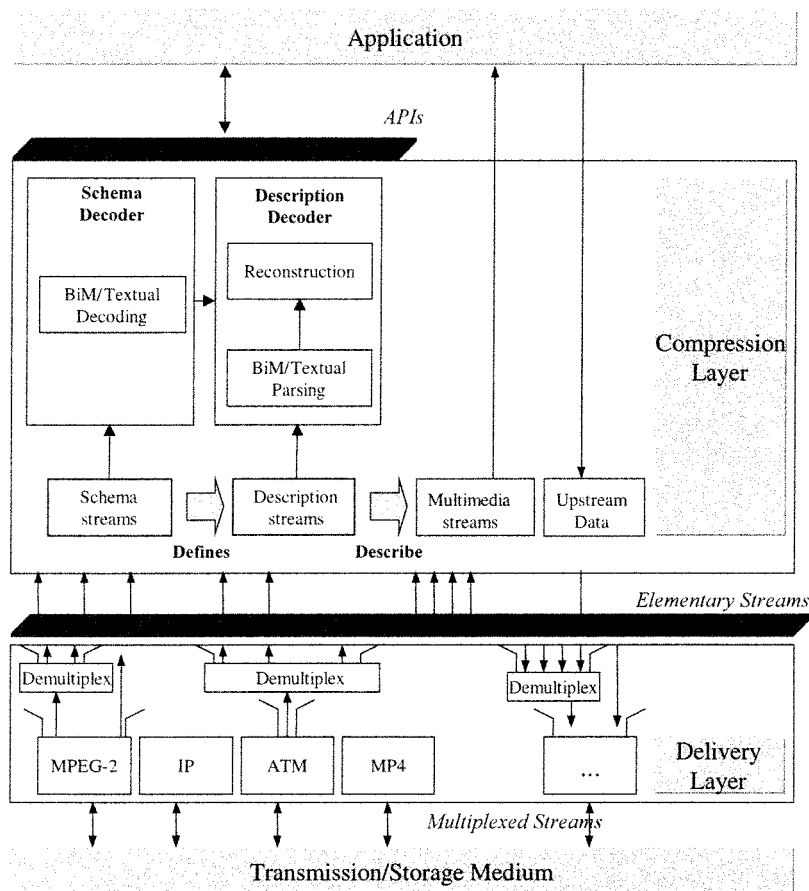 Application
APIs
Schema
Decoder
Description
Decoder
Reconstruction
BiM/Textual
Decoding
BiM/Textual
Parsing
Compression
Layer
Schema
streams
Description
streams
Multimedia
streams
Upstream
Data
Defines
Describe
Elementary Streams
Demultiplex
Demultiplex
Demultiplex
MPEG-2
IP
ATM
MP4
...
Delivery
Layer
Multiplexed Streams
Transmission/Storage Medium